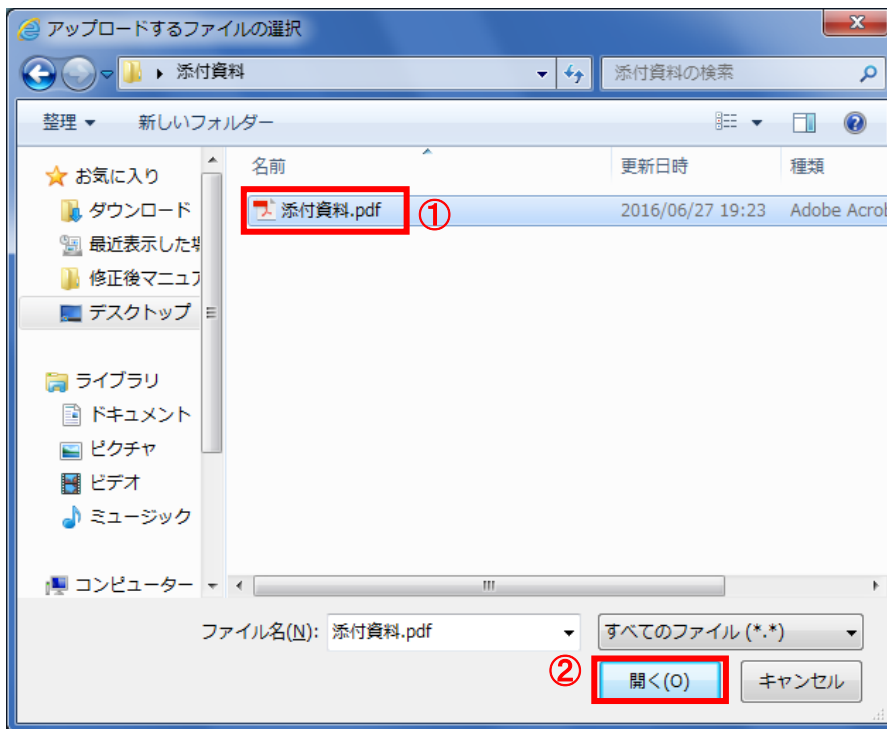 アップロードするファイルの選択
添付資料
添付資料の検索
整理
新しいフォルダー
お気に入り
ダウンロード
最近表示した場
修正後マニュア
デスクトップ
ライブラリ
ドキュメント
ピクチャ
ビデオ
ミュージック
コンピューター
名前 更新日時 種類
添付資料.pdf ① 2016/06/27 19:23 Adobe Acrob
ファイル名(N): 添付資料.pdf すべてのファイル (*.*)
② 開く(O) キャンセル